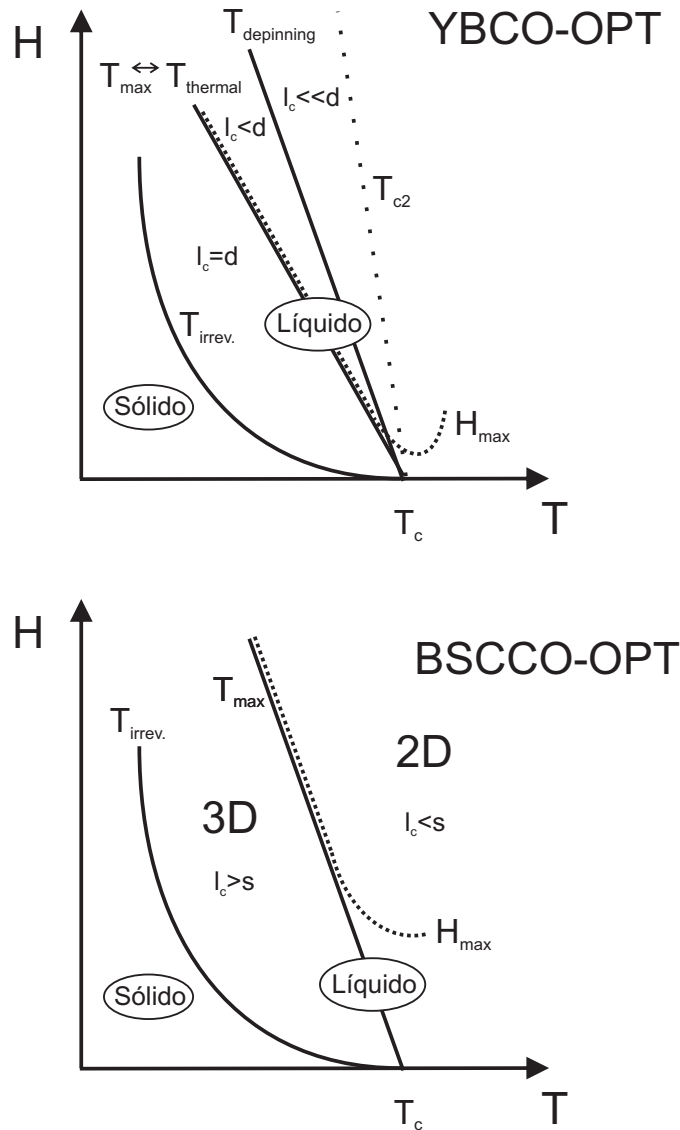 YBCO-OPT
H
T_depinning
T_max ↔ T_thermal
l_c<<d
l_c<d
T_c2
l_c=d
Líquido
T_irrev.
Sólido
H_max
T_c
T
H
BSCCO-OPT
T_max
T_irrev.
2D
3D
l_c<s
l_c>s
H_max
Sólido
Líquido
T_c
T